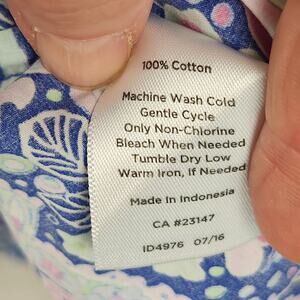 100% Cotton
Machine Wash Cold
Gentle Cycle
Only Non-Chlorine
Bleach When Needed
Tumble Dry Low
Warm Iron, If Needed
Made in Indonesia
CA #23147
ID4976 07/16